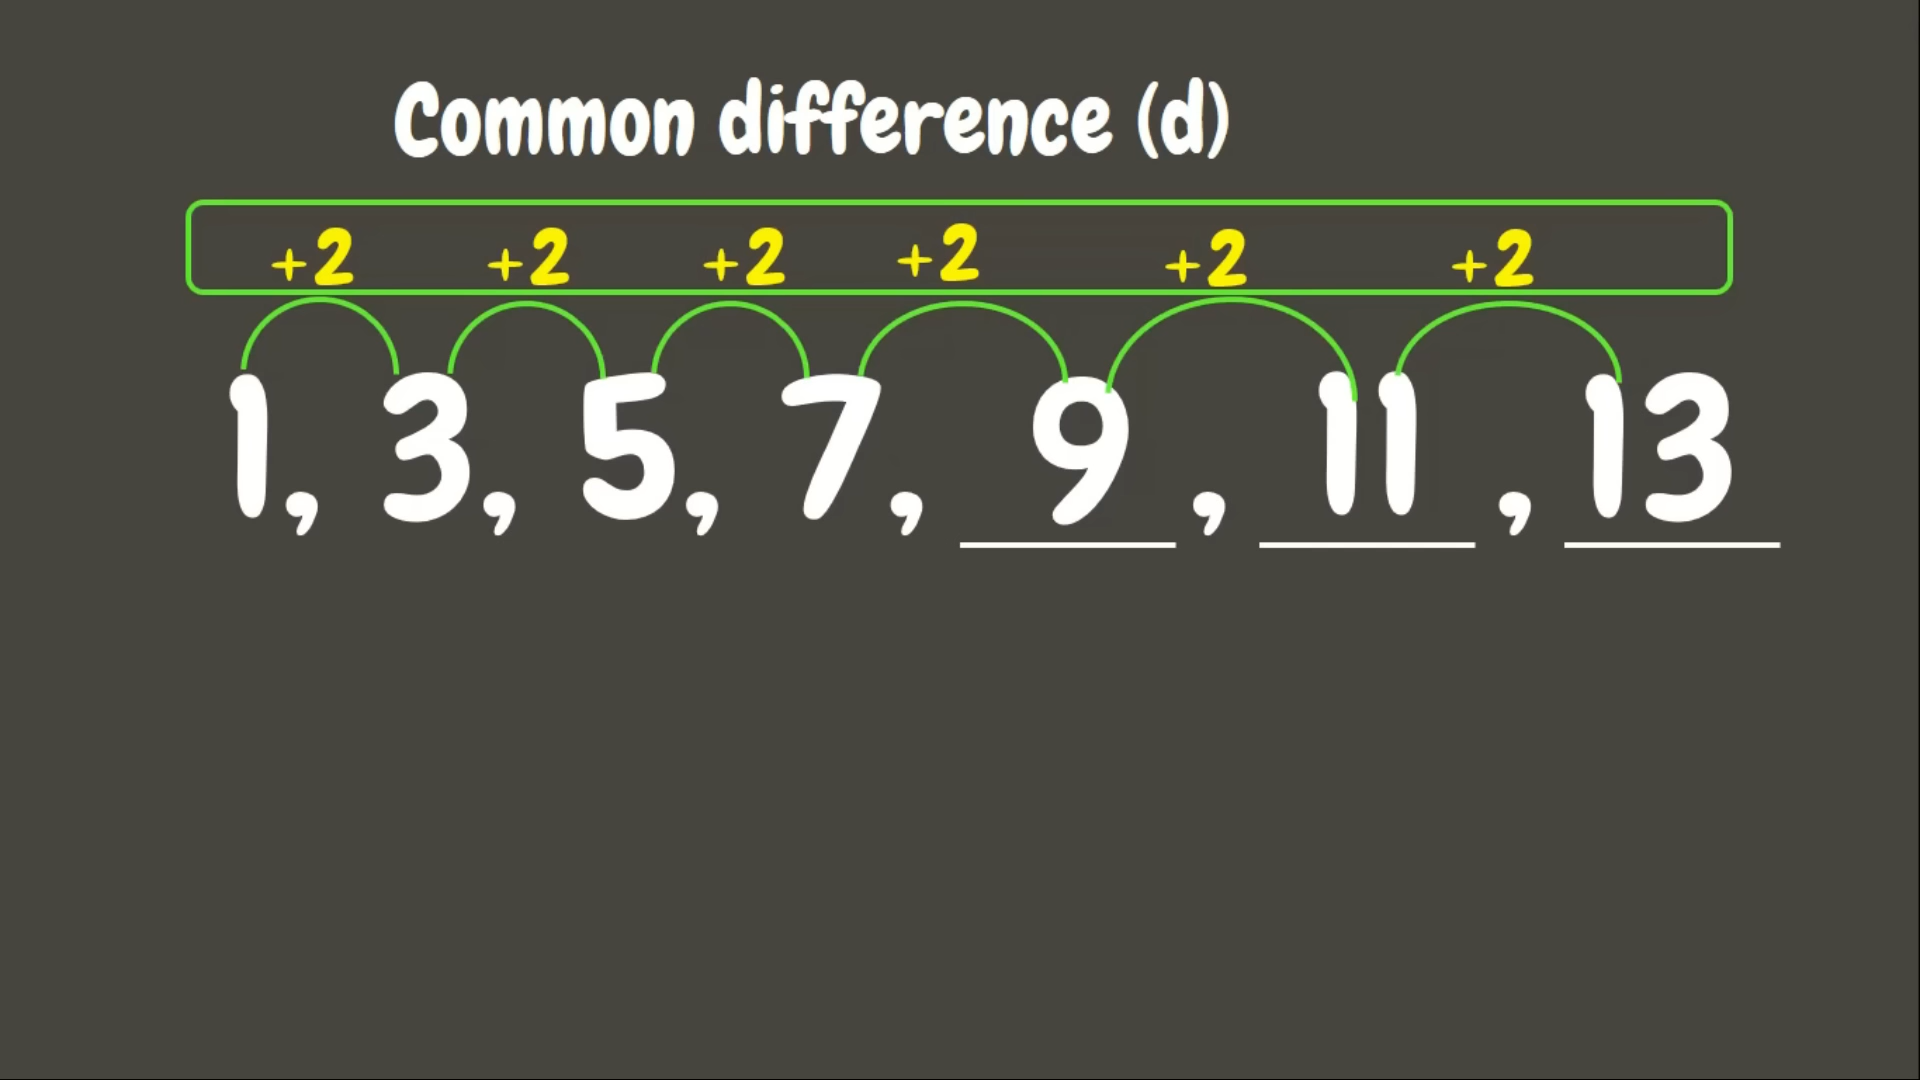 Common difference (d)
+2 +2 +2 +2 +2 +2
1, 3, 5, 7, 9, 11, 13